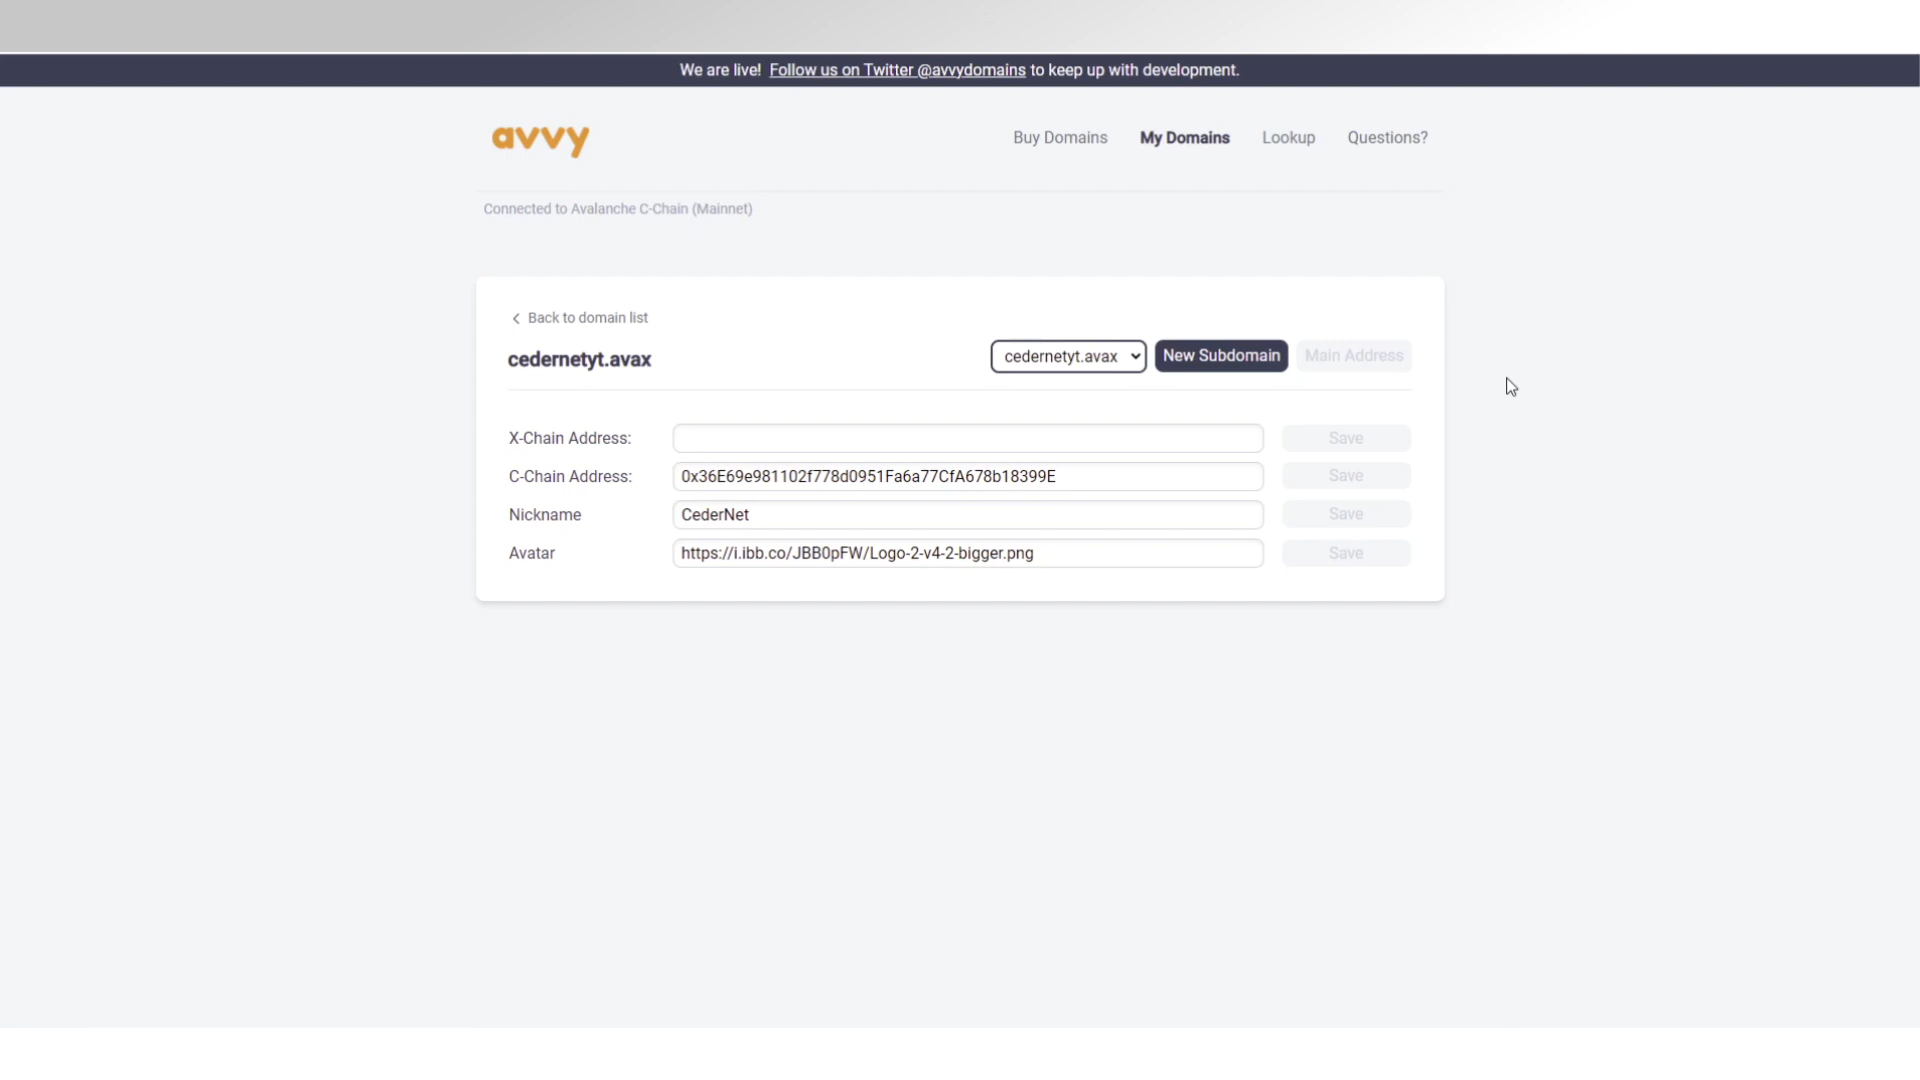 We are live! Follow us on Twitter @avvydomains to keep up with development.
avvy
Buy Domains My Domains Lookup Questions?
Connected to Avalanche C-Chain (Mainnet)
Back to domain list
cedernetyt.avax cedernetyt.avax New Subdomain Main Address
X-Chain Address: Save
C-Chain Address: 0x36E69e981102f778d0951Fa6a77CfA678b18399E Save
Nickname CederNet Save
Avatar https://i.ibb.co/JBB0pFW/Logo-2-v4-2-bigger.png Save